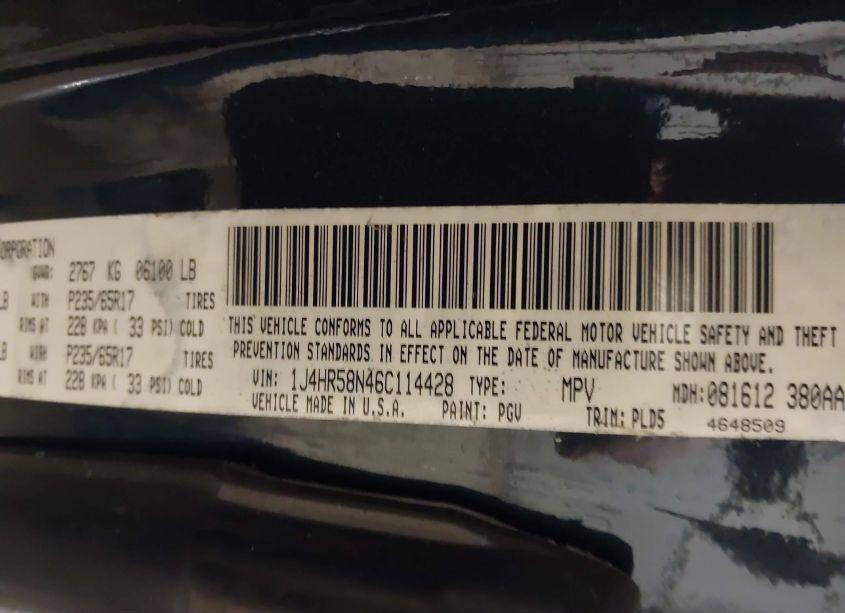 ORPORATION
GVWR: 2767 KG 06100 LB
LB WITH P235/65R17 TIRES
RIMS AT 228 KPA ( 33 PSI) COLD
LB WITH P235/65R17 TIRES
RIMS AT 228 KPA ( 33 PSI) COLD
THIS VEHICLE CONFORMS TO ALL APPLICABLE FEDERAL MOTOR VEHICLE SAFETY AND THEFT
PREVENTION STANDARDS IN EFFECT ON THE DATE OF MANUFACTURE SHOWN ABOVE.
VIN: 1J4HR58N46C114428 TYPE: MPV MDH:081612 380AA
VEHICLE MADE IN U.S.A. PAINT: PGV TRIM: PLD5 4648509